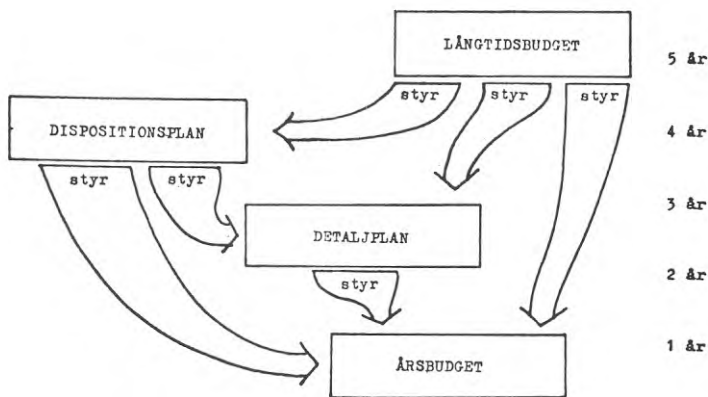 LÅNGTIDSBUDGET
5 år
styr
styr
styr
DISPOSITIONSPLAN
4 år
styr
styr
3 år
DETALJPLAN
2 år
styr
1 år
ÅRSBUDGET